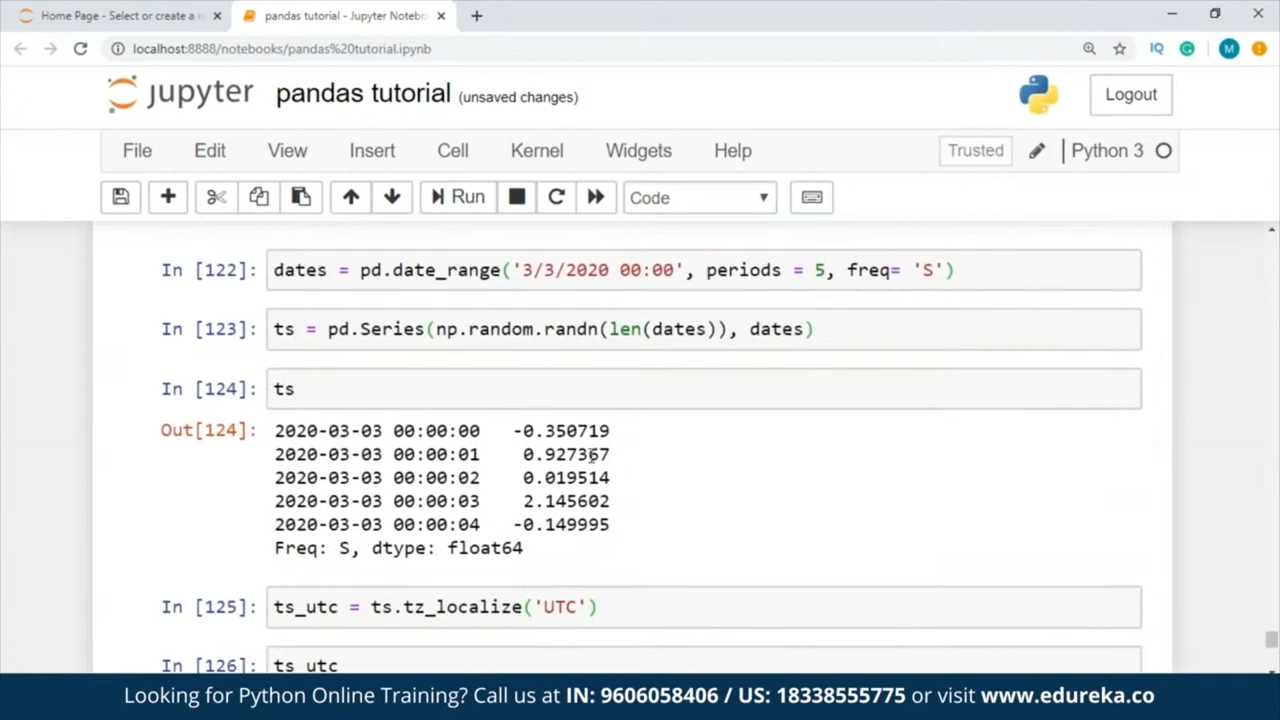 Home Page - Select or create a n
pandas tutorial - Jupyter Notebo
localhost:8888/notebooks/pandas%20tutorial.ipynb
IQ
M
jupyter pandas tutorial (unsaved changes)
Logout
File Edit View Insert Cell Kernel Widgets Help
Trusted
Python 3
Run
Code
In [122]: dates = pd.date_range('3/3/2020 00:00', periods = 5, freq= 'S')
In [123]: ts = pd.Series(np.random.randn(len(dates)), dates)
In [124]: ts
Out[124]: 2020-03-03 00:00:00 -0.350719
2020-03-03 00:00:01 0.927367
2020-03-03 00:00:02 0.019514
2020-03-03 00:00:03 2.145602
2020-03-03 00:00:04 -0.149995
Freq: S, dtype: float64
In [125]: ts_utc = ts.tz_localize('UTC')
In [126]: ts_utc
Looking for Python Online Training? Call us at IN: 9606058406 / US: 18338555775 or visit www.edureka.co